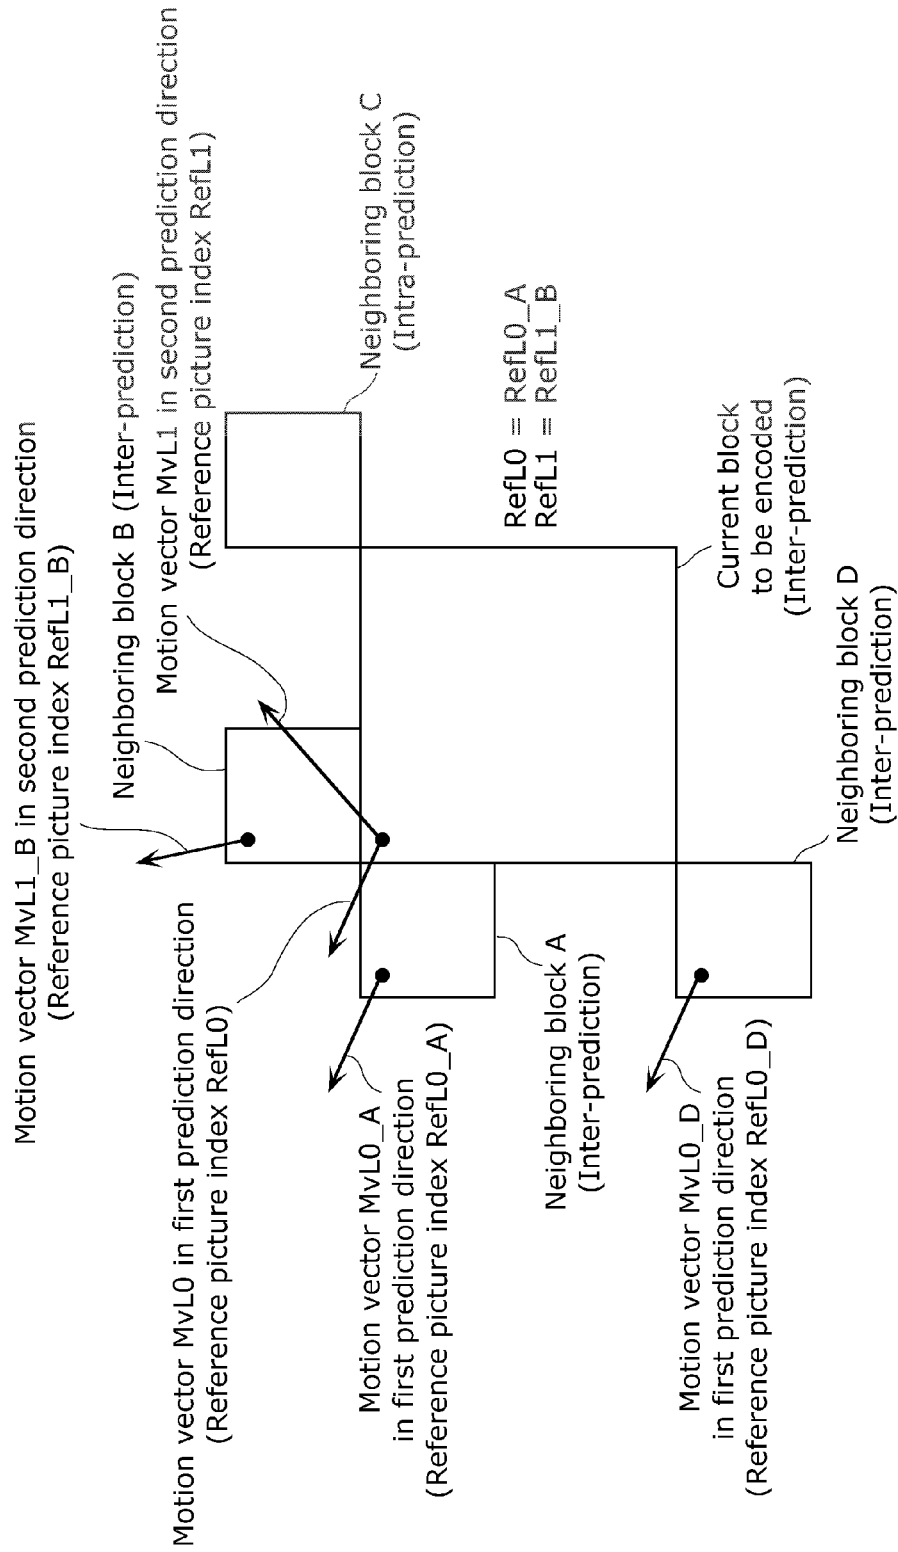 Motion vector MvL1_B in second prediction direction
(Reference picture index RefL1_B)
Neighboring block B (Inter-prediction)
Motion vector MvL1 in second prediction direction
(Reference picture index RefL1)
Motion vector MvL0 in first prediction direction
(Reference picture index RefL0)
Neighboring block C
(Intra-prediction)
Motion vector MvL0_A
in first prediction direction
(Reference picture index RefL0_A)
RefL0 = RefL0_A
RefL1 = RefL1_B
Neighboring block A
(Inter-prediction)
Current block
to be encoded
(Inter-prediction)
Motion vector MvL0_D
in first prediction direction
(Reference picture index RefL0_D)
Neighboring block D
(Inter-prediction)